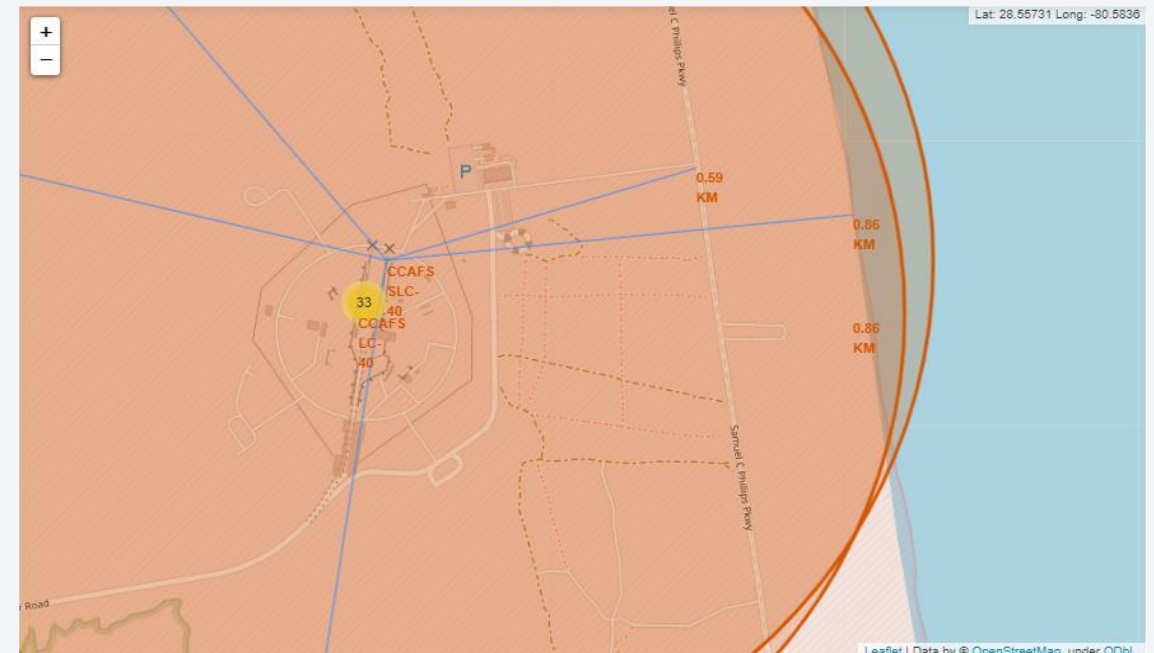 +
−
Lat: 28.55731 Long: -80.5836
C Phillips Pkwy
P
0.59
KM
0.86
KM
CCAFS
SLC-
40
33
CCAFS
LC-
40
0.86
KM
Samuel C Phillips Pkwy
Road
Leaflet | Data by © OpenStreetMap, under ODbL